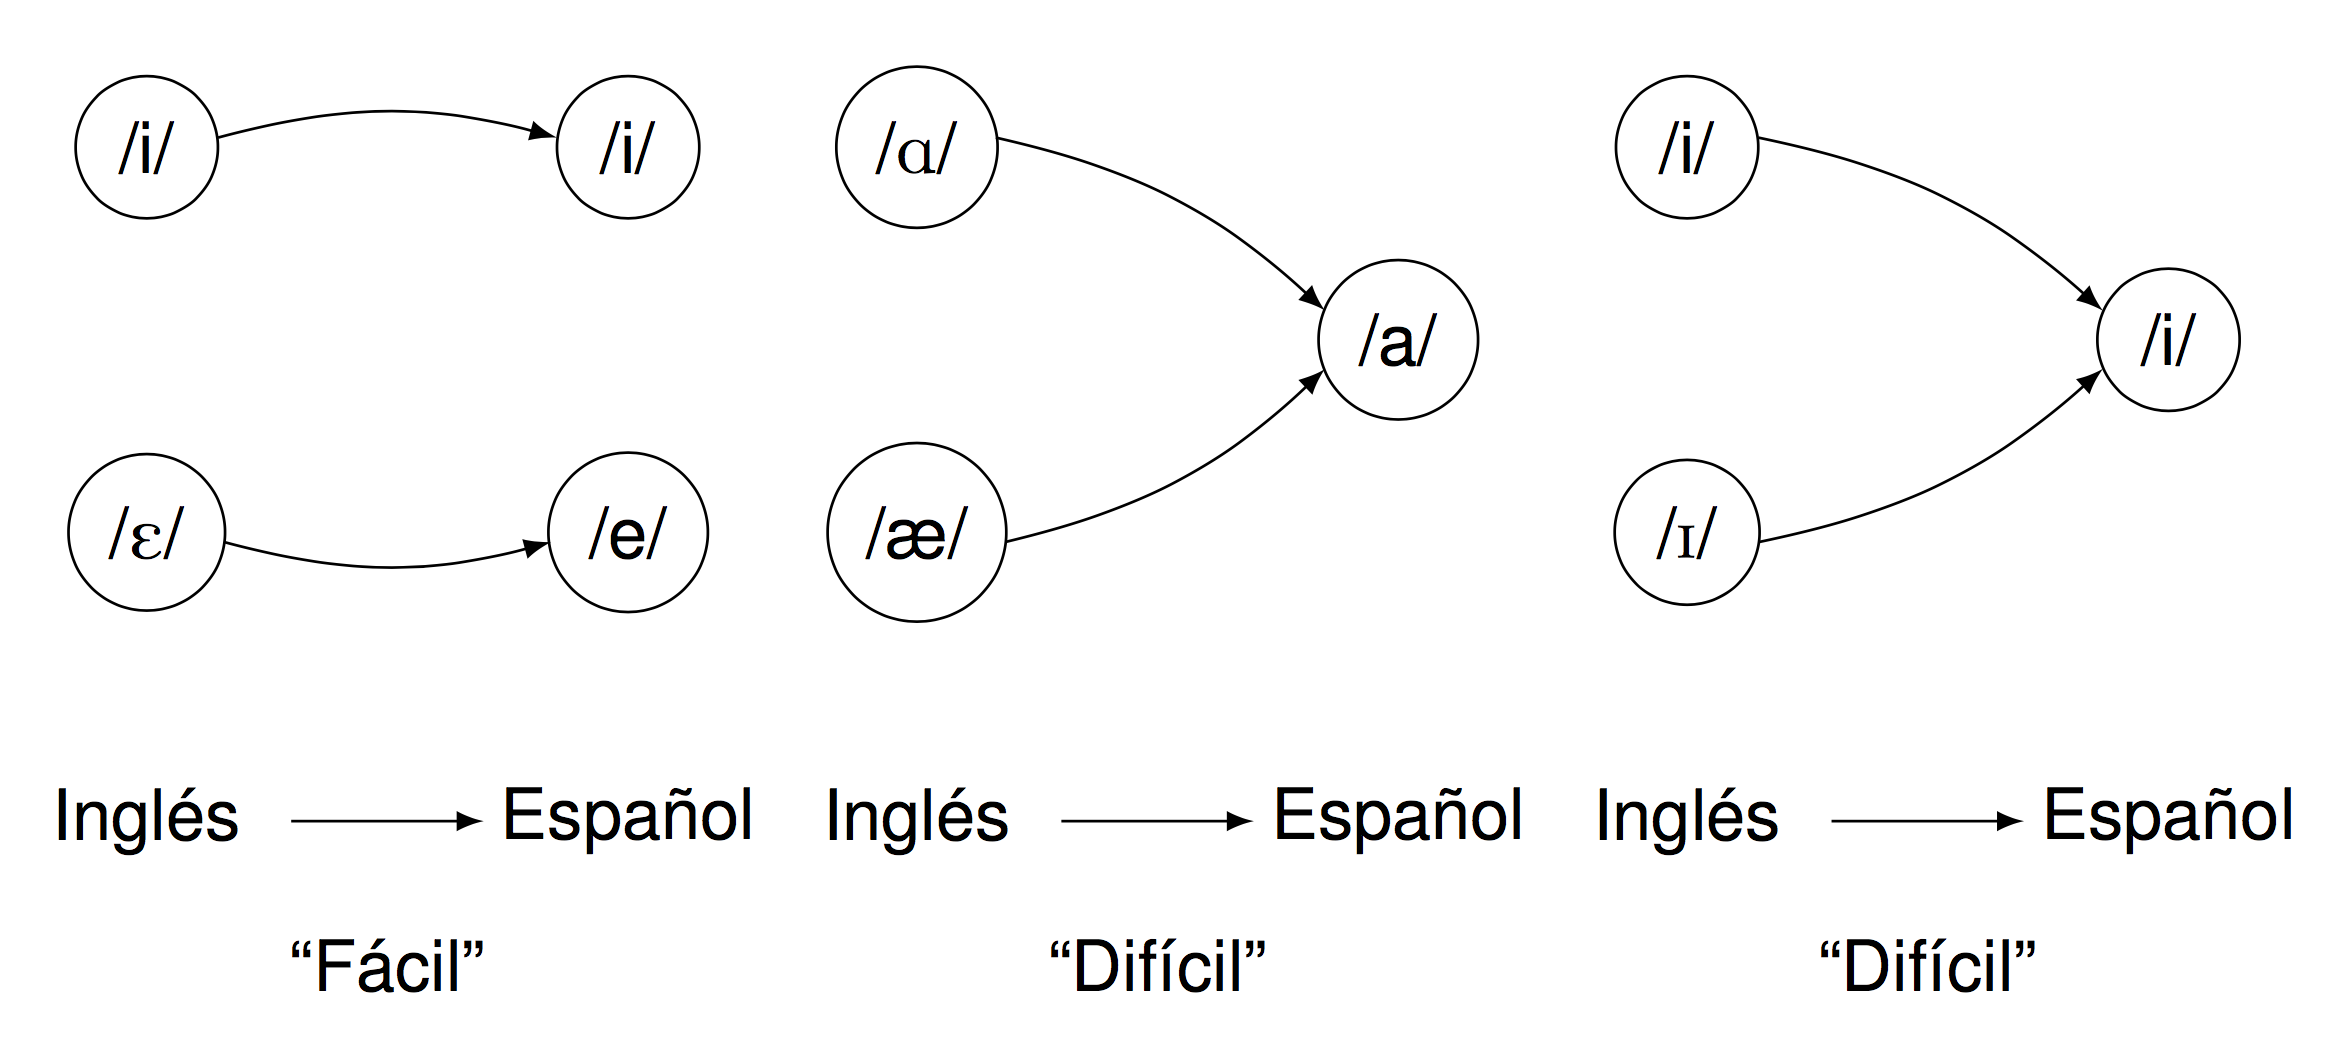 /i/ /i/ /ɑ/ /i/
/a/ /i/
/ɛ/ /e/ /æ/ /ɪ/
Inglés Español Inglés Español Inglés Español
“Fácil” “Difícil” “Difícil”